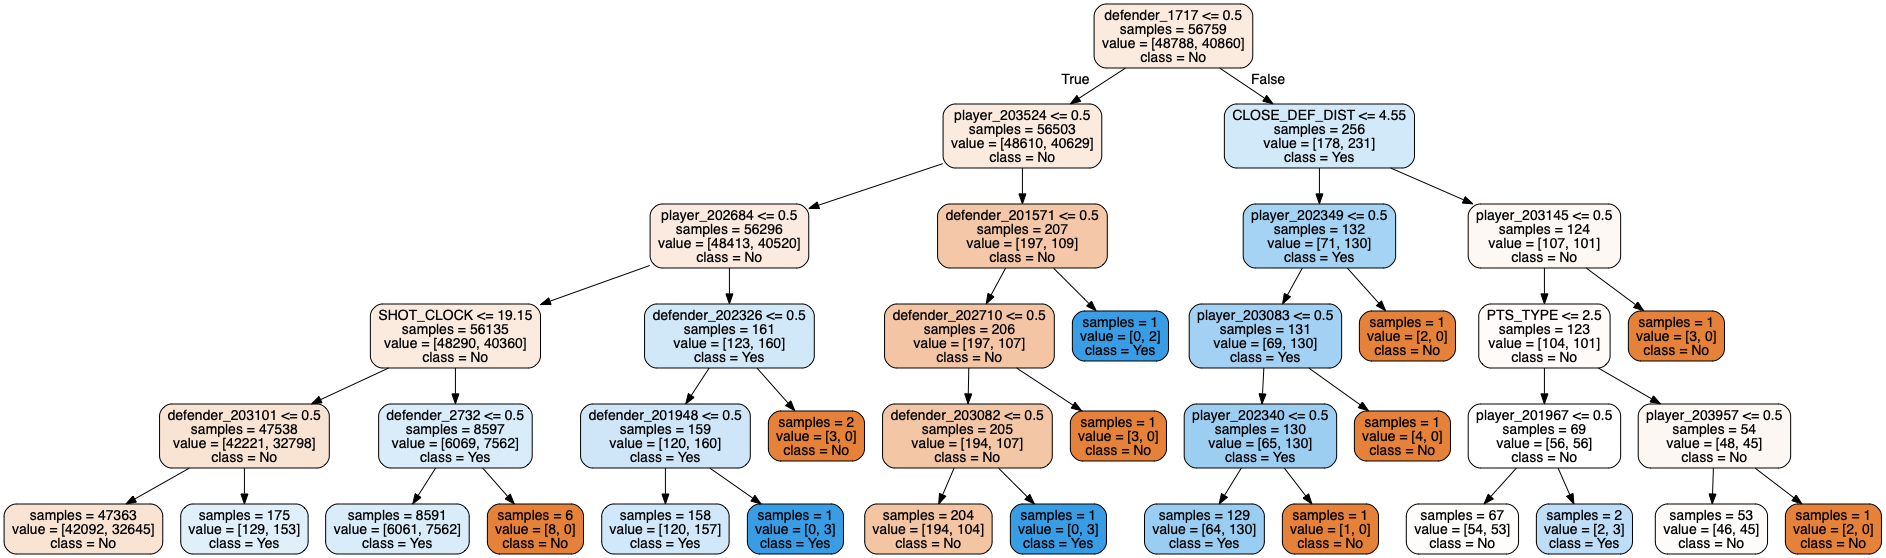 defender_1717 <= 0.5
samples = 56759
value = [48788, 40860]
class = No
True
False
player_203524 <= 0.5
samples = 56503
value = [48610, 40629]
class = No
CLOSE_DEF_DIST <= 4.55
samples = 256
value = [178, 231]
class = Yes
player_202684 <= 0.5
samples = 56296
value = [48413, 40520]
class = No
defender_201571 <= 0.5
samples = 207
value = [197, 109]
class = No
player_202349 <= 0.5
samples = 132
value = [71, 130]
class = Yes
player_203145 <= 0.5
samples = 124
value = [107, 101]
class = No
SHOT_CLOCK <= 19.15
samples = 56135
value = [48290, 40360]
class = No
defender_202326 <= 0.5
samples = 161
value = [123, 160]
class = Yes
defender_202710 <= 0.5
samples = 206
value = [197, 107]
class = No
samples = 1
value = [0, 2]
class = Yes
player_203083 <= 0.5
samples = 131
value = [69, 130]
class = Yes
samples = 1
value = [2, 0]
class = No
PTS_TYPE <= 2.5
samples = 123
value = [104, 101]
class = No
samples = 1
value = [3, 0]
class = No
defender_203101 <= 0.5
samples = 47538
value = [42221, 32798]
class = No
defender_2732 <= 0.5
samples = 8597
value = [6069, 7562]
class = Yes
defender_201948 <= 0.5
samples = 159
value = [120, 160]
class = Yes
samples = 2
value = [3, 0]
class = No
defender_203082 <= 0.5
samples = 205
value = [194, 107]
class = No
samples = 1
value = [3, 0]
class = No
player_202340 <= 0.5
samples = 130
value = [65, 130]
class = Yes
samples = 1
value = [4, 0]
class = No
player_201967 <= 0.5
samples = 69
value = [56, 56]
class = No
player_203957 <= 0.5
samples = 54
value = [48, 45]
class = No
samples = 47363
value = [42092, 32645]
class = No
samples = 175
value = [129, 153]
class = Yes
samples = 8591
value = [6061, 7562]
class = Yes
samples = 6
value = [8, 0]
class = No
samples = 158
value = [120, 157]
class = Yes
samples = 1
value = [0, 3]
class = Yes
samples = 204
value = [194, 104]
class = No
samples = 1
value = [0, 3]
class = Yes
samples = 129
value = [64, 130]
class = Yes
samples = 1
value = [1, 0]
class = No
samples = 67
value = [54, 53]
class = No
samples = 2
value = [2, 3]
class = Yes
samples = 53
value = [46, 45]
class = No
samples = 1
value = [2, 0]
class = No